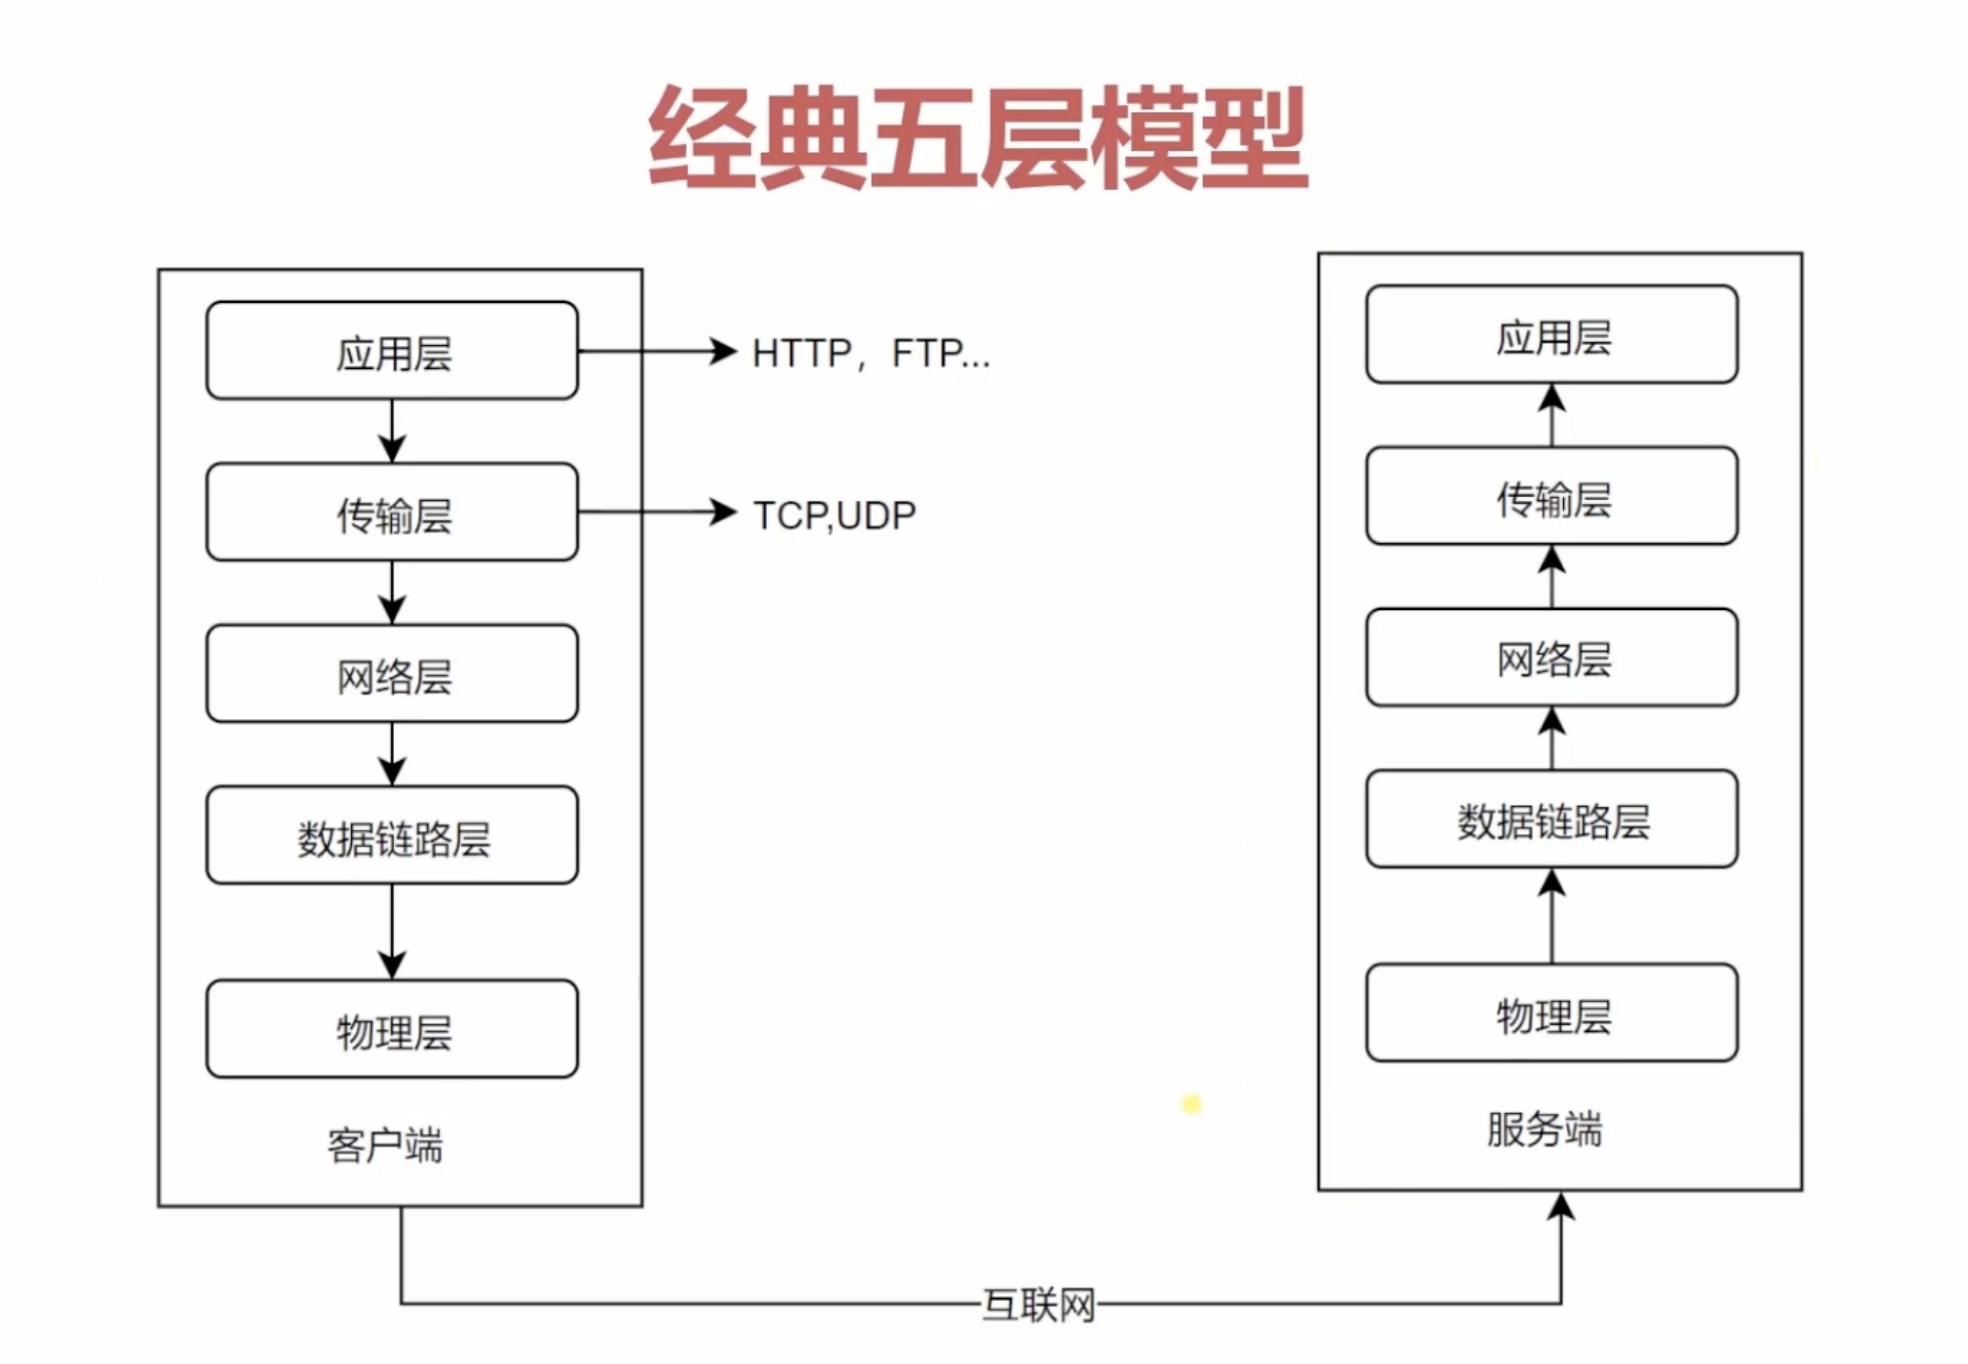 经典五层模型
应用层
HTTP，FTP...
传输层
TCP,UDP
网络层
数据链路层
物理层
客户端
应用层
传输层
网络层
数据链路层
物理层
服务端
互联网